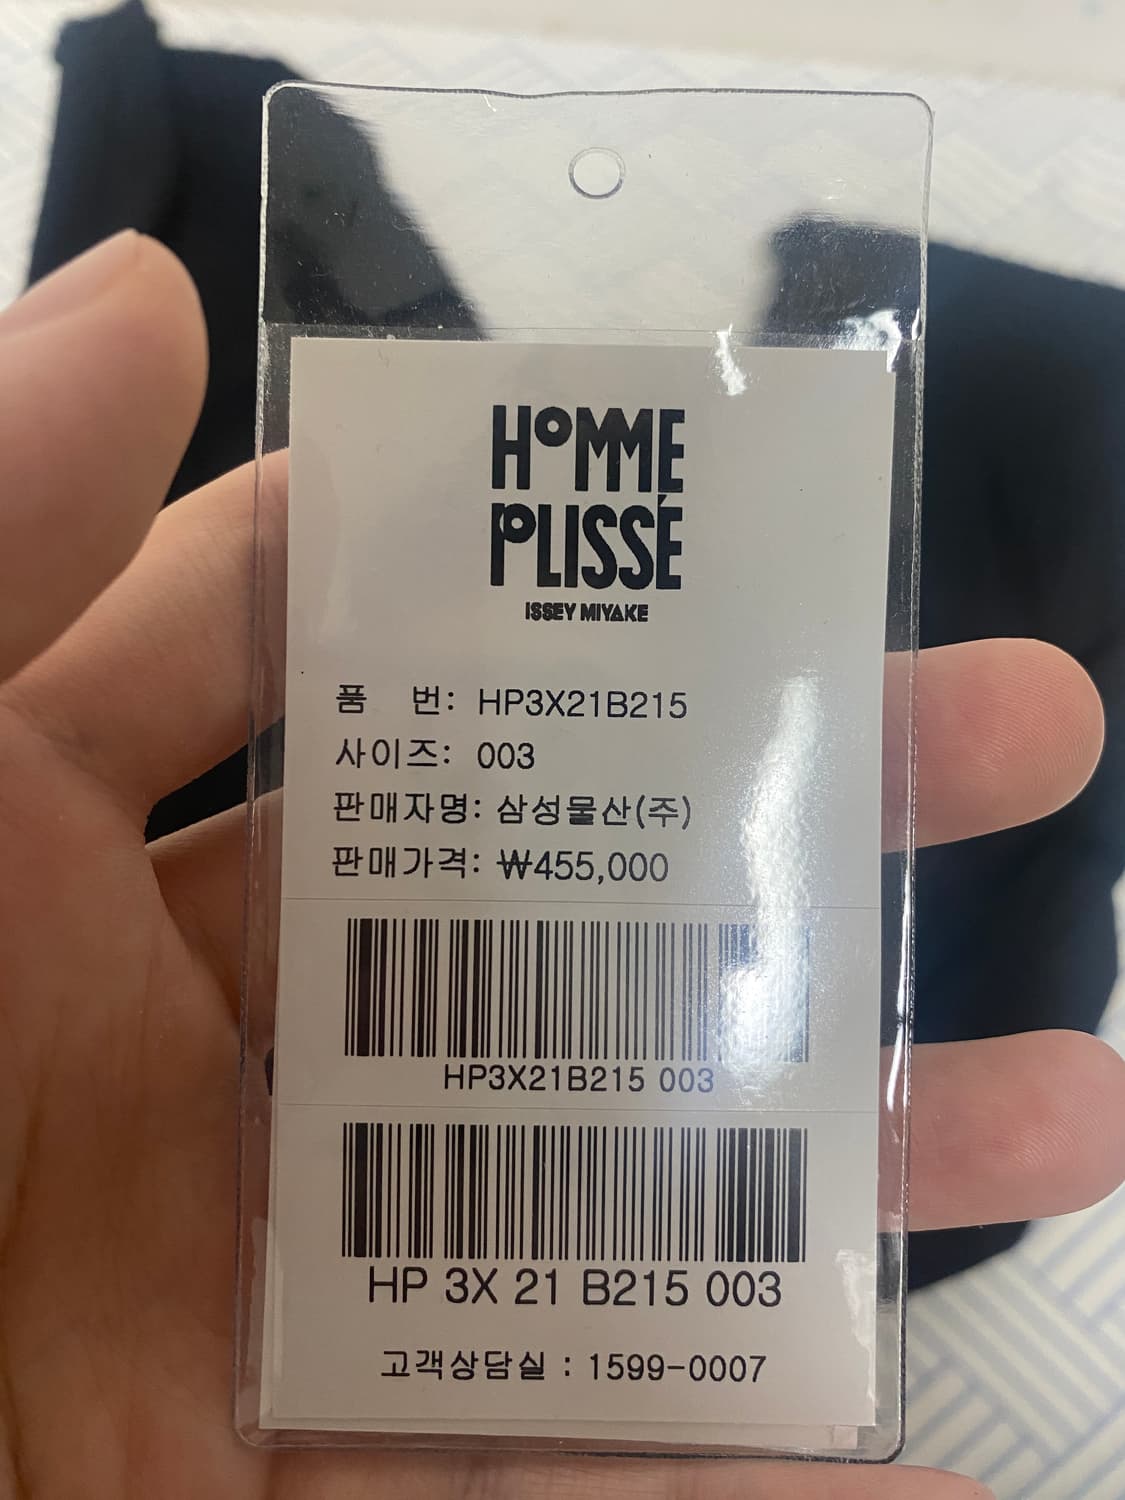 HOMME
PLISSÉ
ISSEY MIYAKE
품 번: HP3X21B215
사이즈: 003
판매자명: 삼성물산(주)
판매가격: ₩455,000
HP3X21B215 003
HP 3X 21 B215 003
고객상담실 : 1599-0007